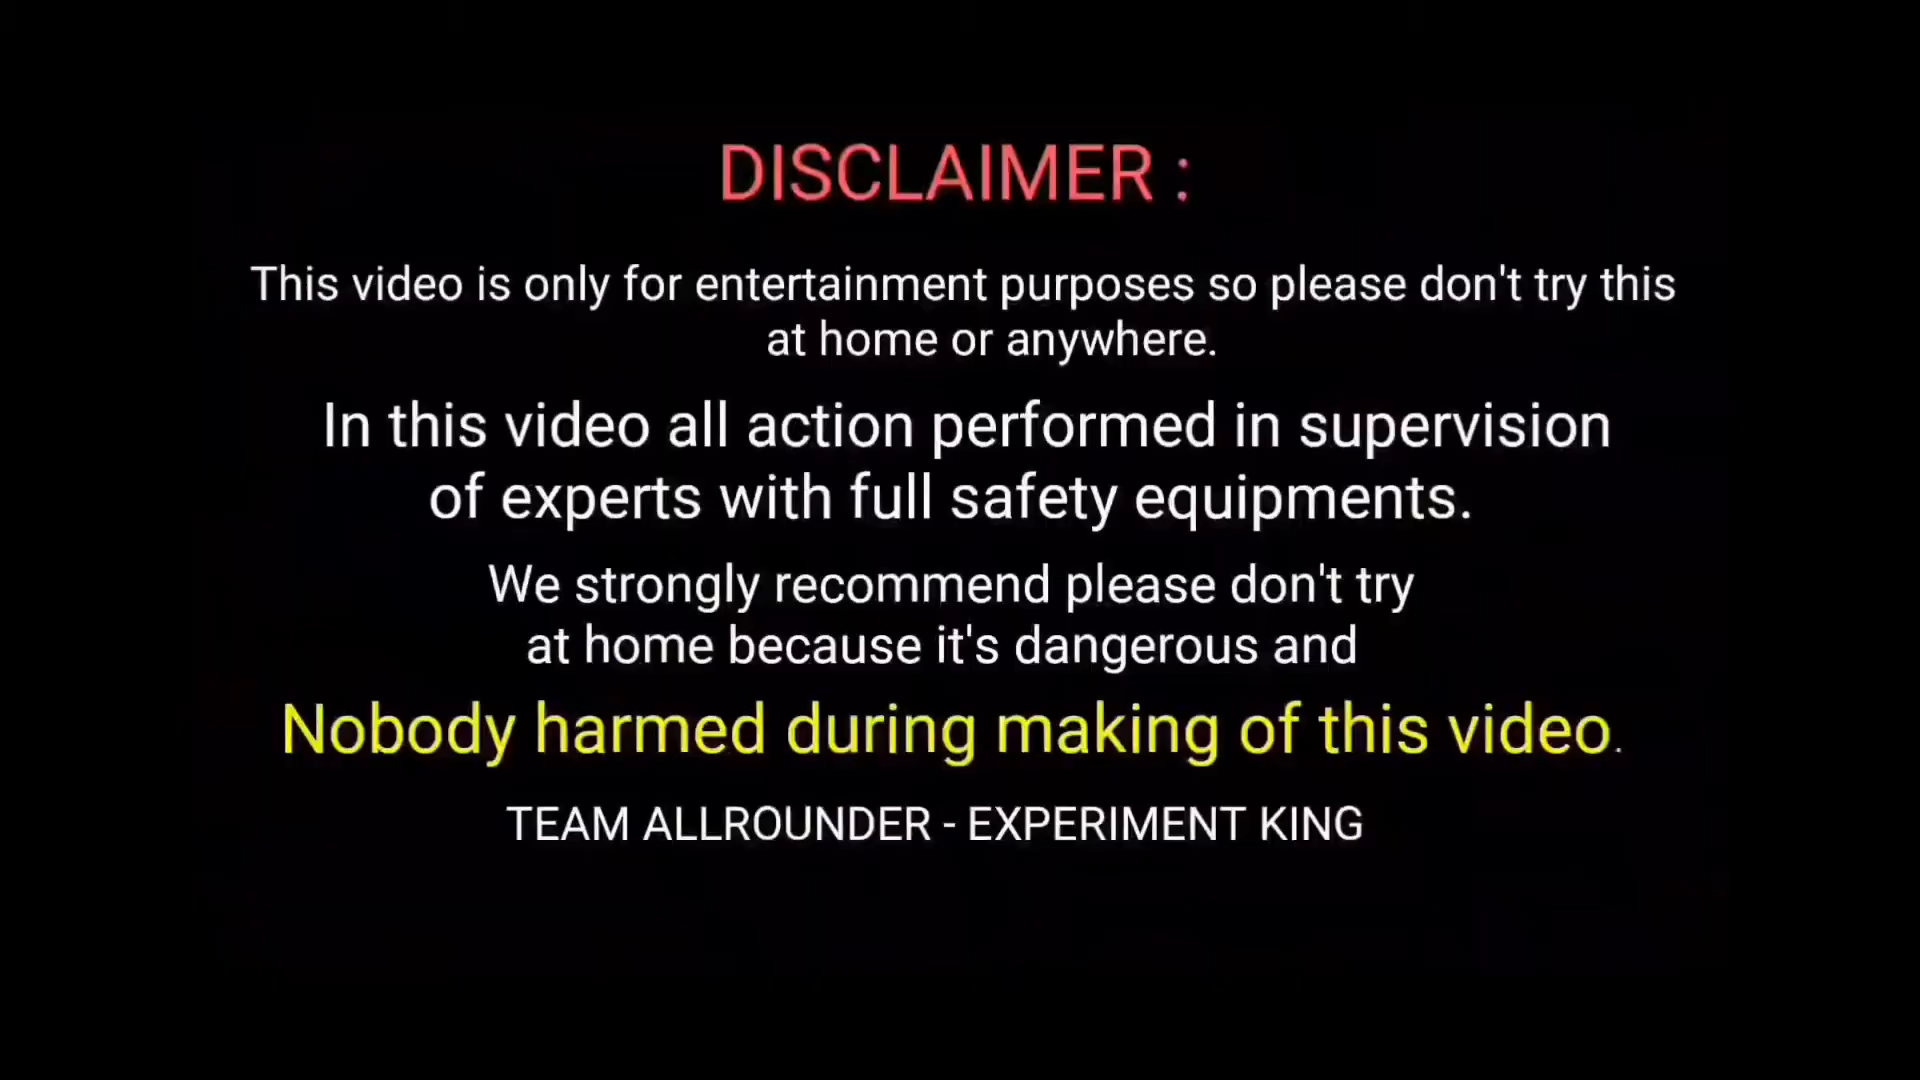 DISCLAIMER :
This video is only for entertainment purposes so please don't try this
at home or anywhere.
In this video all action performed in supervision
of experts with full safety equipments.
We strongly recommend please don't try
at home because it's dangerous and
Nobody harmed during making of this video.
TEAM ALLROUNDER - EXPERIMENT KING